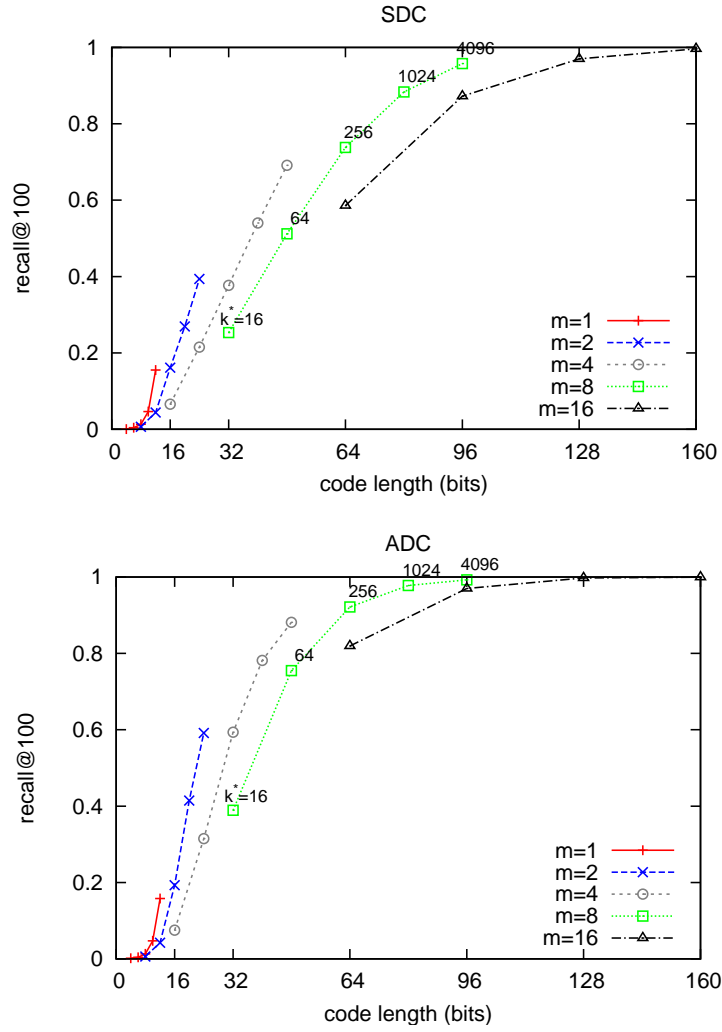 SDC
1
0.8
0.6
0.4
0.2
0
recall@100
4096
1024
256
64
k*=16
m=1
m=2
m=4
m=8
m=16
0 16 32 64 96 128 160
code length (bits)
ADC
1
0.8
0.6
0.4
0.2
0
recall@100
4096
1024
256
64
k*=16
m=1
m=2
m=4
m=8
m=16
0 16 32 64 96 128 160
code length (bits)